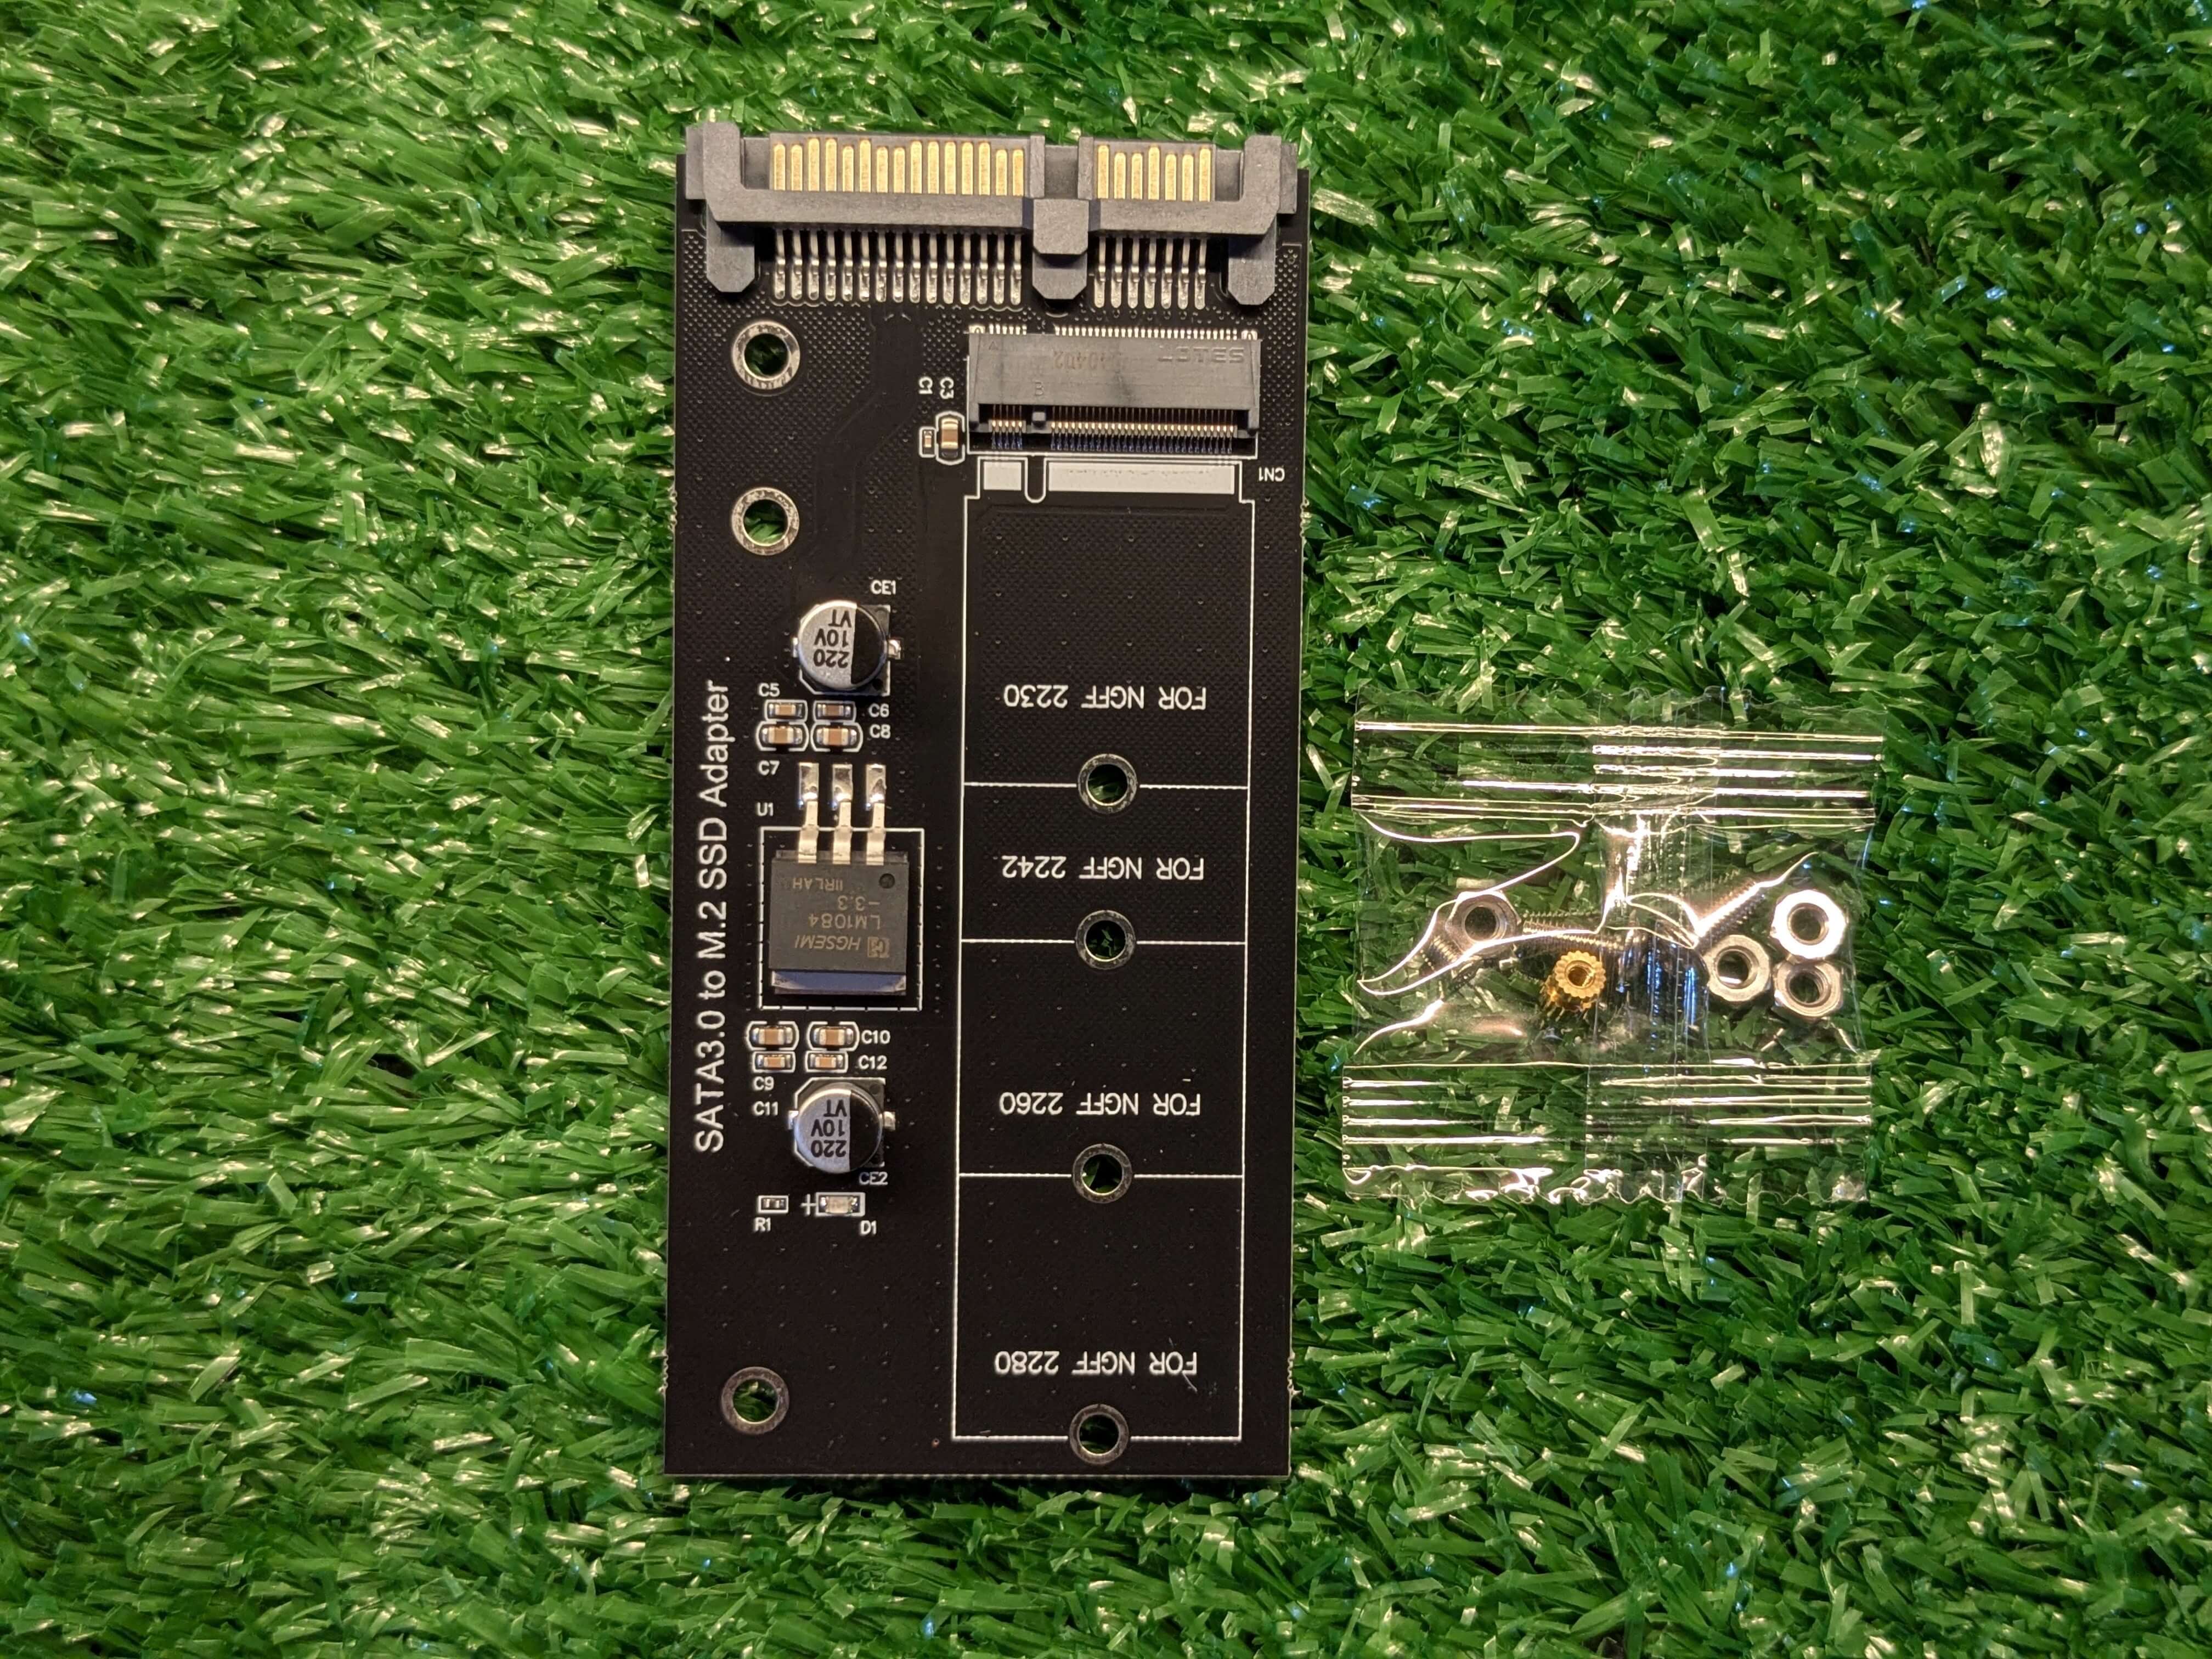 C1
C3
CN1
CE1
220
10V
VT
C5
C6
C8
C7
U1
HGSEMI
LM1084
-3.3
IIRLAH
C10
C12
C9
C11
220
10V
VT
CE2
R1
+
D1
SATA3.0 to M.2 SSD Adapter
FOR NGFF 2230
FOR NGFF 2242
FOR NGFF 2260
FOR NGFF 2280